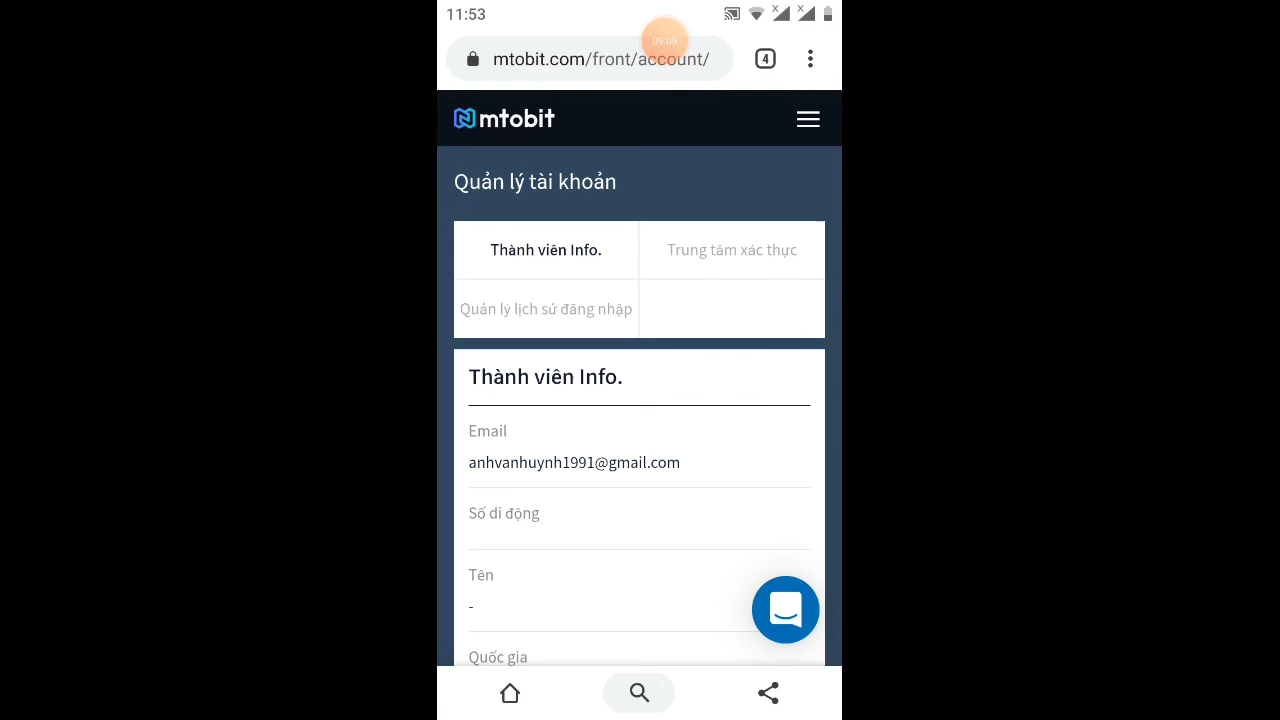 11:53
09:09
mtobit.com/front/account/
4
mtobit
Quản lý tài khoản
Thành viên Info.
Trung tâm xác thực
Quản lý lịch sử đăng nhập
Thành viên Info.
Email
anhvanhuynh1991@gmail.com
Số di động
Tên
-
Quốc gia